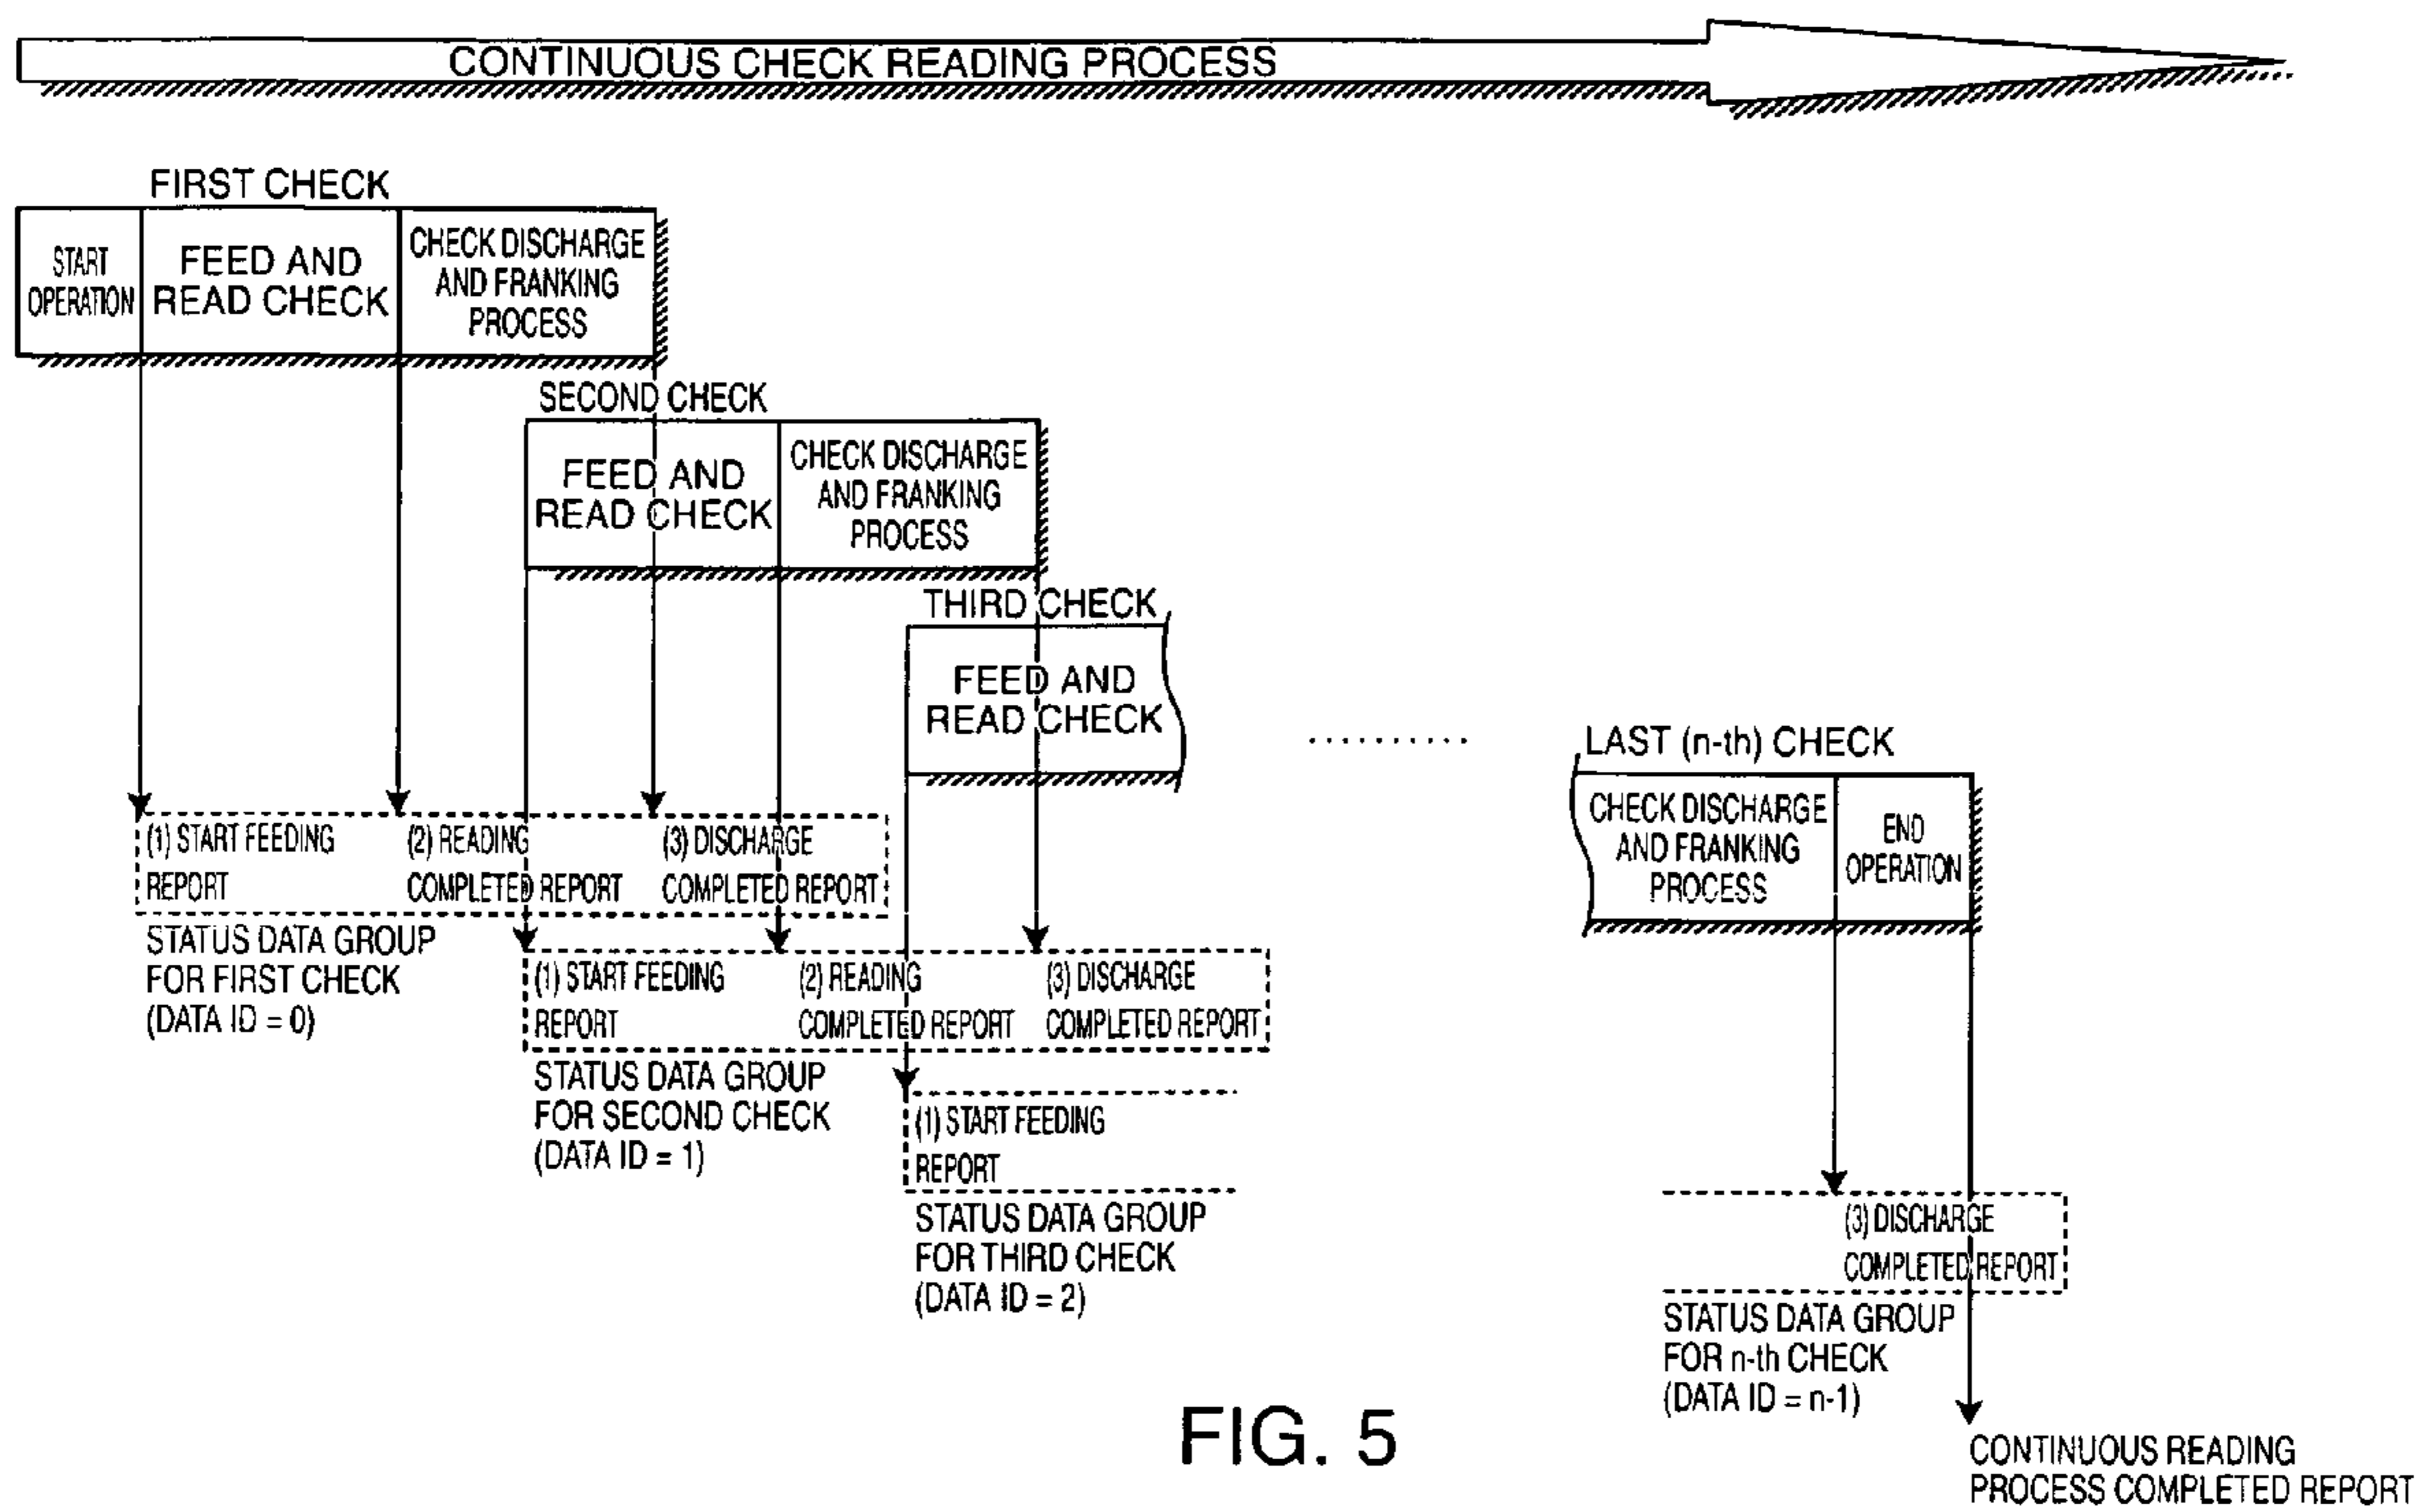 CONTINUOUS CHECK READING PROCESS
FIRST CHECK
START
OPERATION
FEED AND
READ CHECK
CHECK DISCHARGE
AND FRANKING
PROCESS
SECOND CHECK
FEED AND
READ CHECK
CHECK DISCHARGE
AND FRANKING
PROCESS
THIRD CHECK
FEED AND
READ CHECK
.........
LAST (n-th) CHECK
CHECK DISCHARGE
AND FRANKING
PROCESS
END
OPERATION
(1) START FEEDING
REPORT
(2) READING
COMPLETED REPORT
(3) DISCHARGE
COMPLETED REPORT
STATUS DATA GROUP
FOR FIRST CHECK
(DATA ID = 0)
(1) START FEEDING
REPORT
(2) READING
COMPLETED REPORT
(3) DISCHARGE
COMPLETED REPORT
STATUS DATA GROUP
FOR SECOND CHECK
(DATA ID = 1)
(1) START FEEDING
REPORT
STATUS DATA GROUP
FOR THIRD CHECK
(DATA ID = 2)
(3) DISCHARGE
COMPLETED REPORT
STATUS DATA GROUP
FOR n-th CHECK
(DATA ID = n-1)
CONTINUOUS READING
PROCESS COMPLETED REPORT
FIG. 5